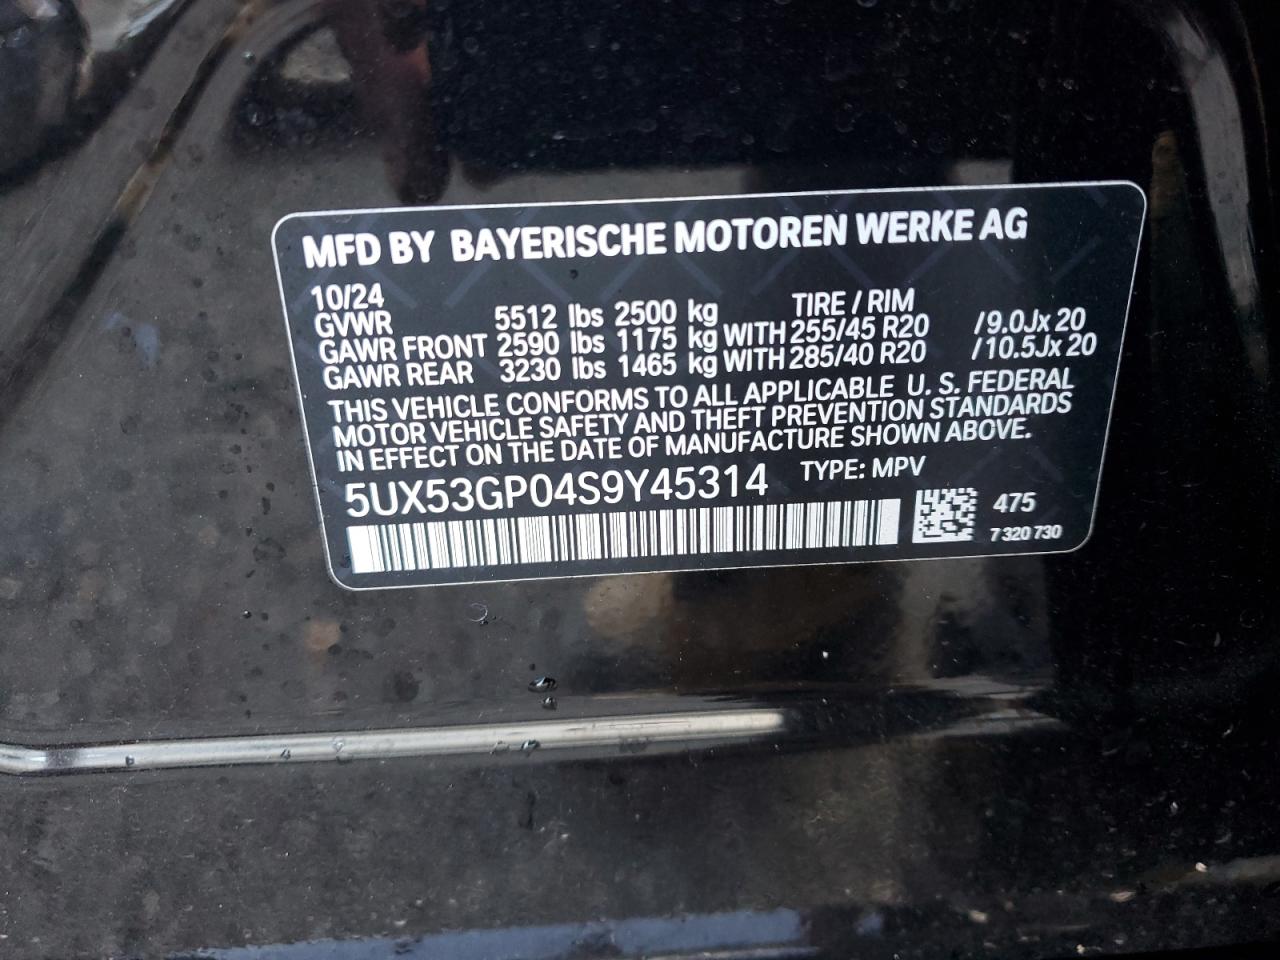 MFD BY BAYERISCHE MOTOREN WERKE AG
10/24
GVWR 5512 lbs 2500 kg TIRE / RIM
GAWR FRONT 2590 lbs 1175 kg WITH 255/45 R20 /9.0Jx 20
GAWR REAR 3230 lbs 1465 kg WITH 285/40 R20 /10.5Jx 20
THIS VEHICLE CONFORMS TO ALL APPLICABLE U. S. FEDERAL
MOTOR VEHICLE SAFETY AND THEFT PREVENTION STANDARDS
IN EFFECT ON THE DATE OF MANUFACTURE SHOWN ABOVE.
5UX53GP04S9Y45314 TYPE: MPV
475
7 320 730